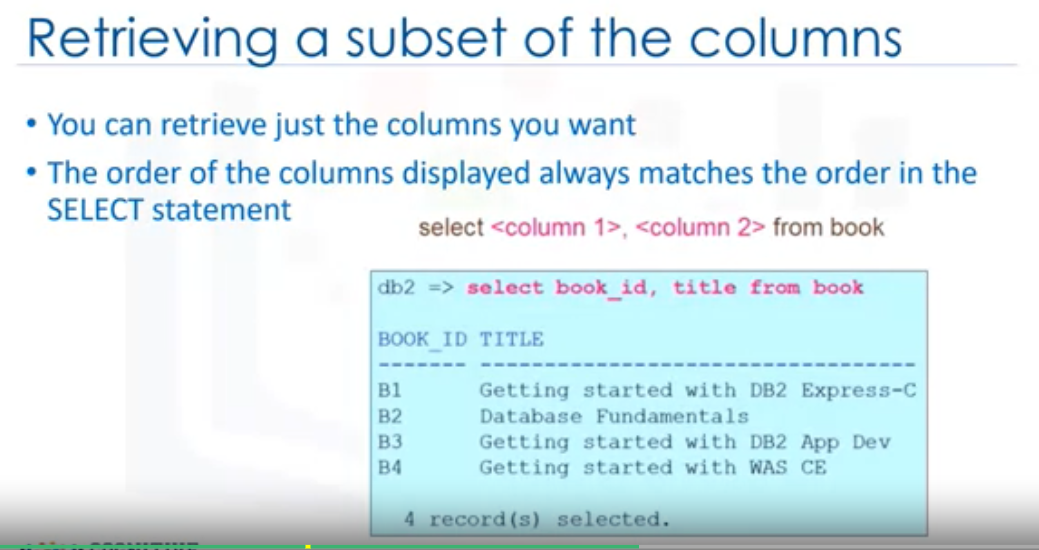 Retrieving a subset of the columns
• You can retrieve just the columns you want
• The order of the columns displayed always matches the order in the
SELECT statement
select <column 1>, <column 2> from book
db2 => select book_id, title from book
BOOK_ID TITLE
------- ----------------------------------
B1 Getting started with DB2 Express-C
B2 Database Fundamentals
B3 Getting started with DB2 App Dev
B4 Getting started with WAS CE
4 record(s) selected.